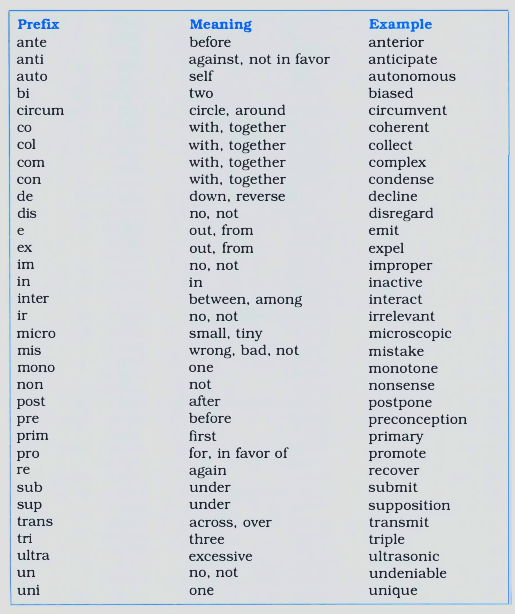 Prefix Meaning Example
ante before anterior
anti against, not in favor anticipate
auto self autonomous
bi two biased
circum circle, around circumvent
co with, together coherent
col with, together collect
com with, together complex
con with, together condense
de down, reverse decline
dis no, not disregard
e out, from emit
ex out, from expel
im no, not improper
in in inactive
inter between, among interact
ir no, not irrelevant
micro small, tiny microscopic
mis wrong, bad, not mistake
mono one monotone
non not nonsense
post after postpone
pre before preconception
prim first primary
pro for, in favor of promote
re again recover
sub under submit
sup under supposition
trans across, over transmit
tri three triple
ultra excessive ultrasonic
un no, not undeniable
uni one unique